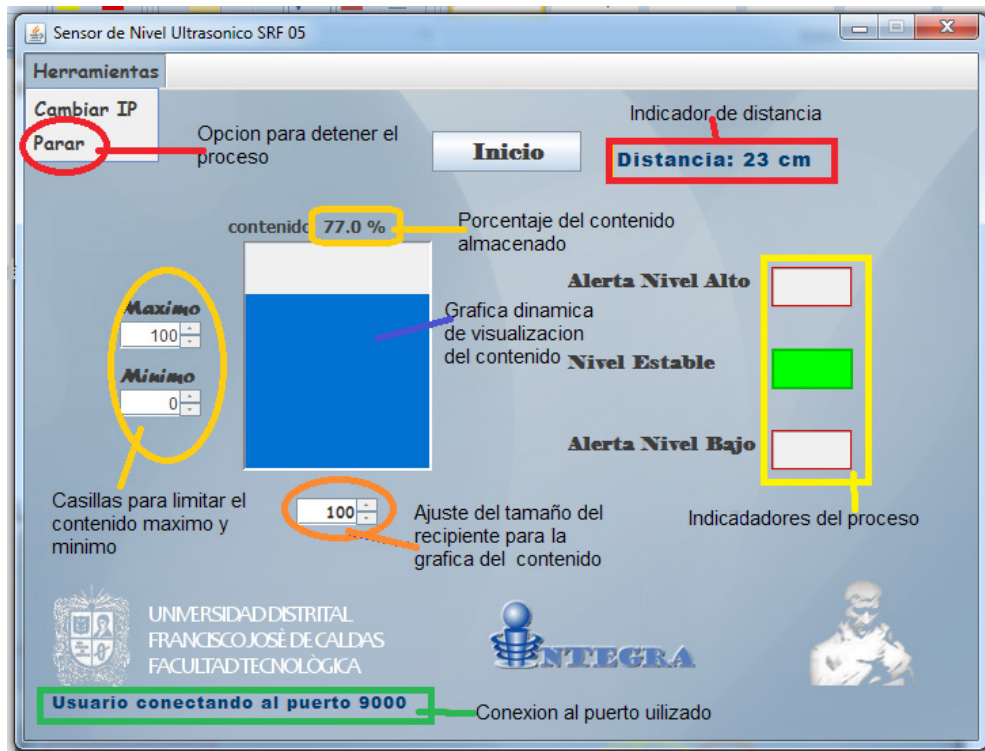 Sensor de Nivel Ultrasonico SRF 05
Herramientas
Cambiar IP
Parar
Opcion para detener el
proceso
Inicio
Indicador de distancia
Distancia: 23 cm
contenido 77.0 %
Porcentaje del contenido
almacenado
Maximo
100
Minimo
0
Grafica dinamica
de visualizacion
del contenido
Alerta Nivel Alto
Nivel Estable
Alerta Nivel Bajo
Casillas para limitar el
contenido maximo y
minimo
100
Ajuste del tamaño del
recipiente para la
grafica del contenido
Indicadadores del proceso
UNIVERSIDAD DISTRITAL
FRANCISCO JOSÈ DE CALDAS
FACULTAD TECNOLÒGICA
INTEGRA
Usuario conectando al puerto 9000
Conexion al puerto uilizado